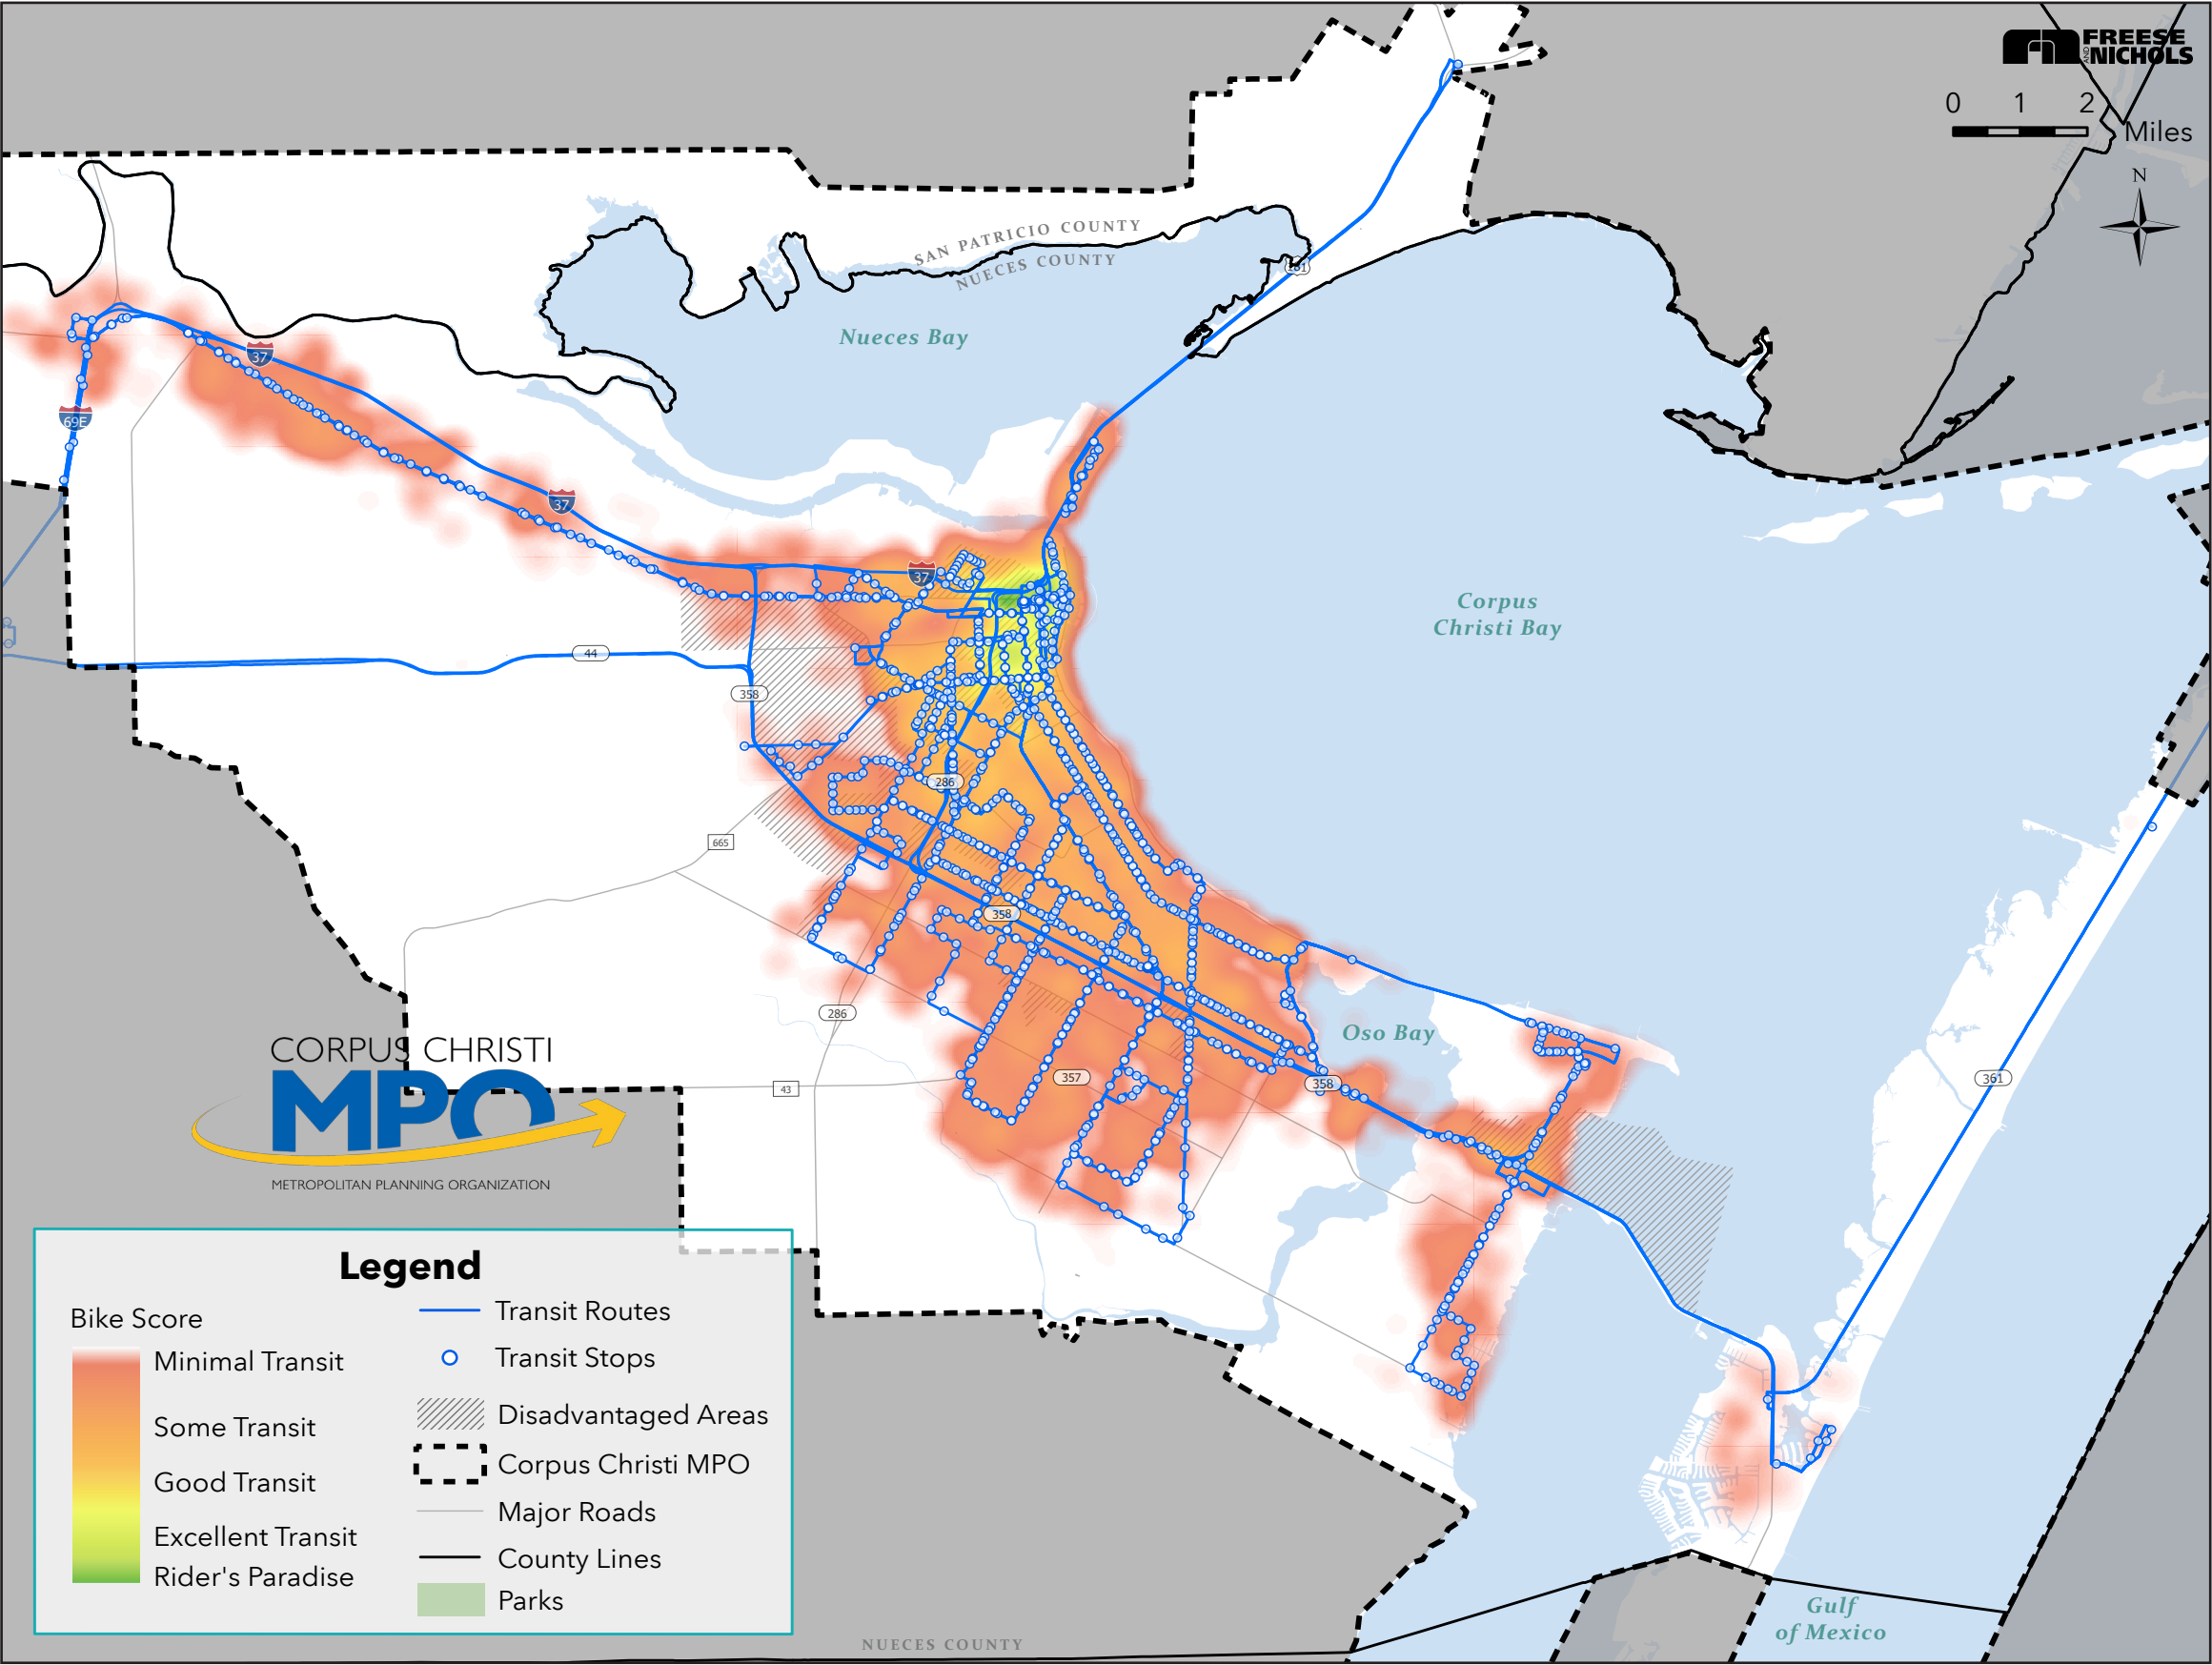 FREESE
AND
NICHOLS
0 1 2
Miles
N
SAN PATRICIO COUNTY
NUECES COUNTY
181
Nueces Bay
37
69E
37
37
Corpus
Christi Bay
44
358
286
665
358
286
Oso Bay
43
357
358
361
CORPUS CHRISTI
MPO
METROPOLITAN PLANNING ORGANIZATION
Legend
Bike Score
Minimal Transit
Some Transit
Good Transit
Excellent Transit
Rider's Paradise
Transit Routes
Transit Stops
Disadvantaged Areas
Corpus Christi MPO
Major Roads
County Lines
Parks
Gulf
of Mexico
NUECES COUNTY